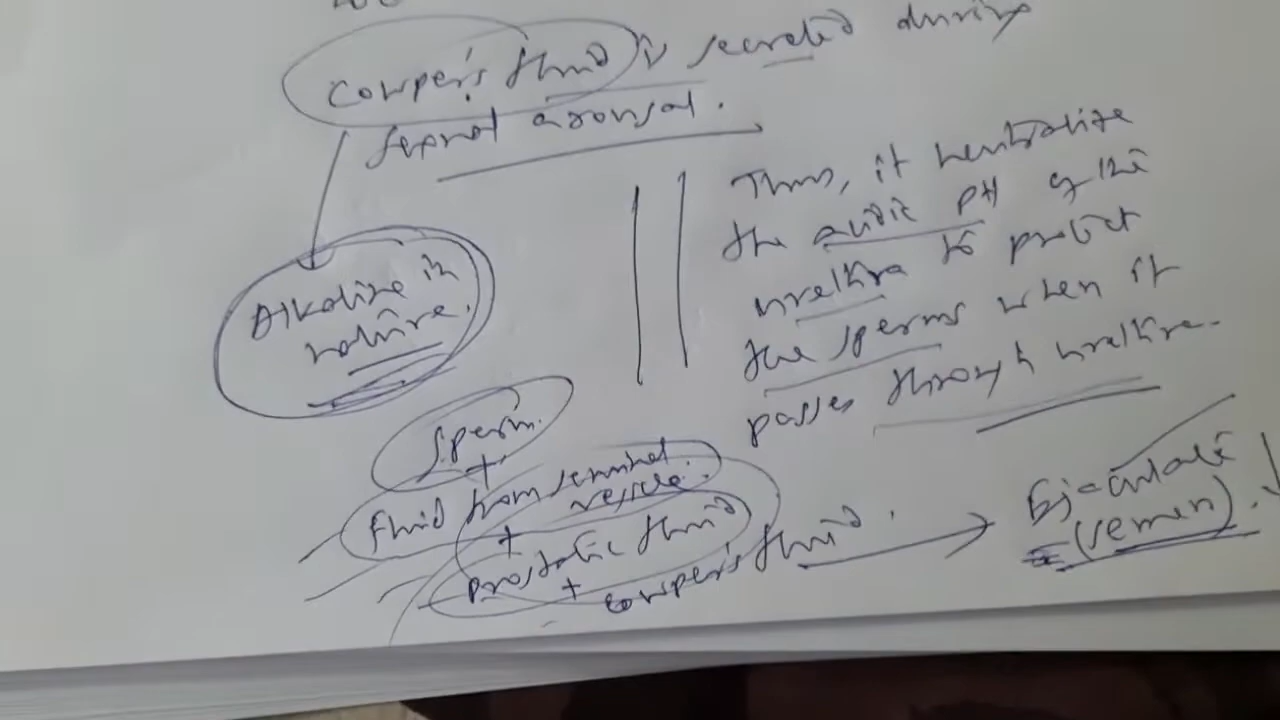 Cowper's fluid is secreted during
sexual arousal.
Alkaline in
nature.
Thus, it neutralize
the acidic pH of the
urethra to protect
the sperms when it
passes through urethra.
Sperm.
+
fluid from seminal
vesicle.
+
prostatic fluid
+
cowper's fluid.
Ejaculate
(semen).